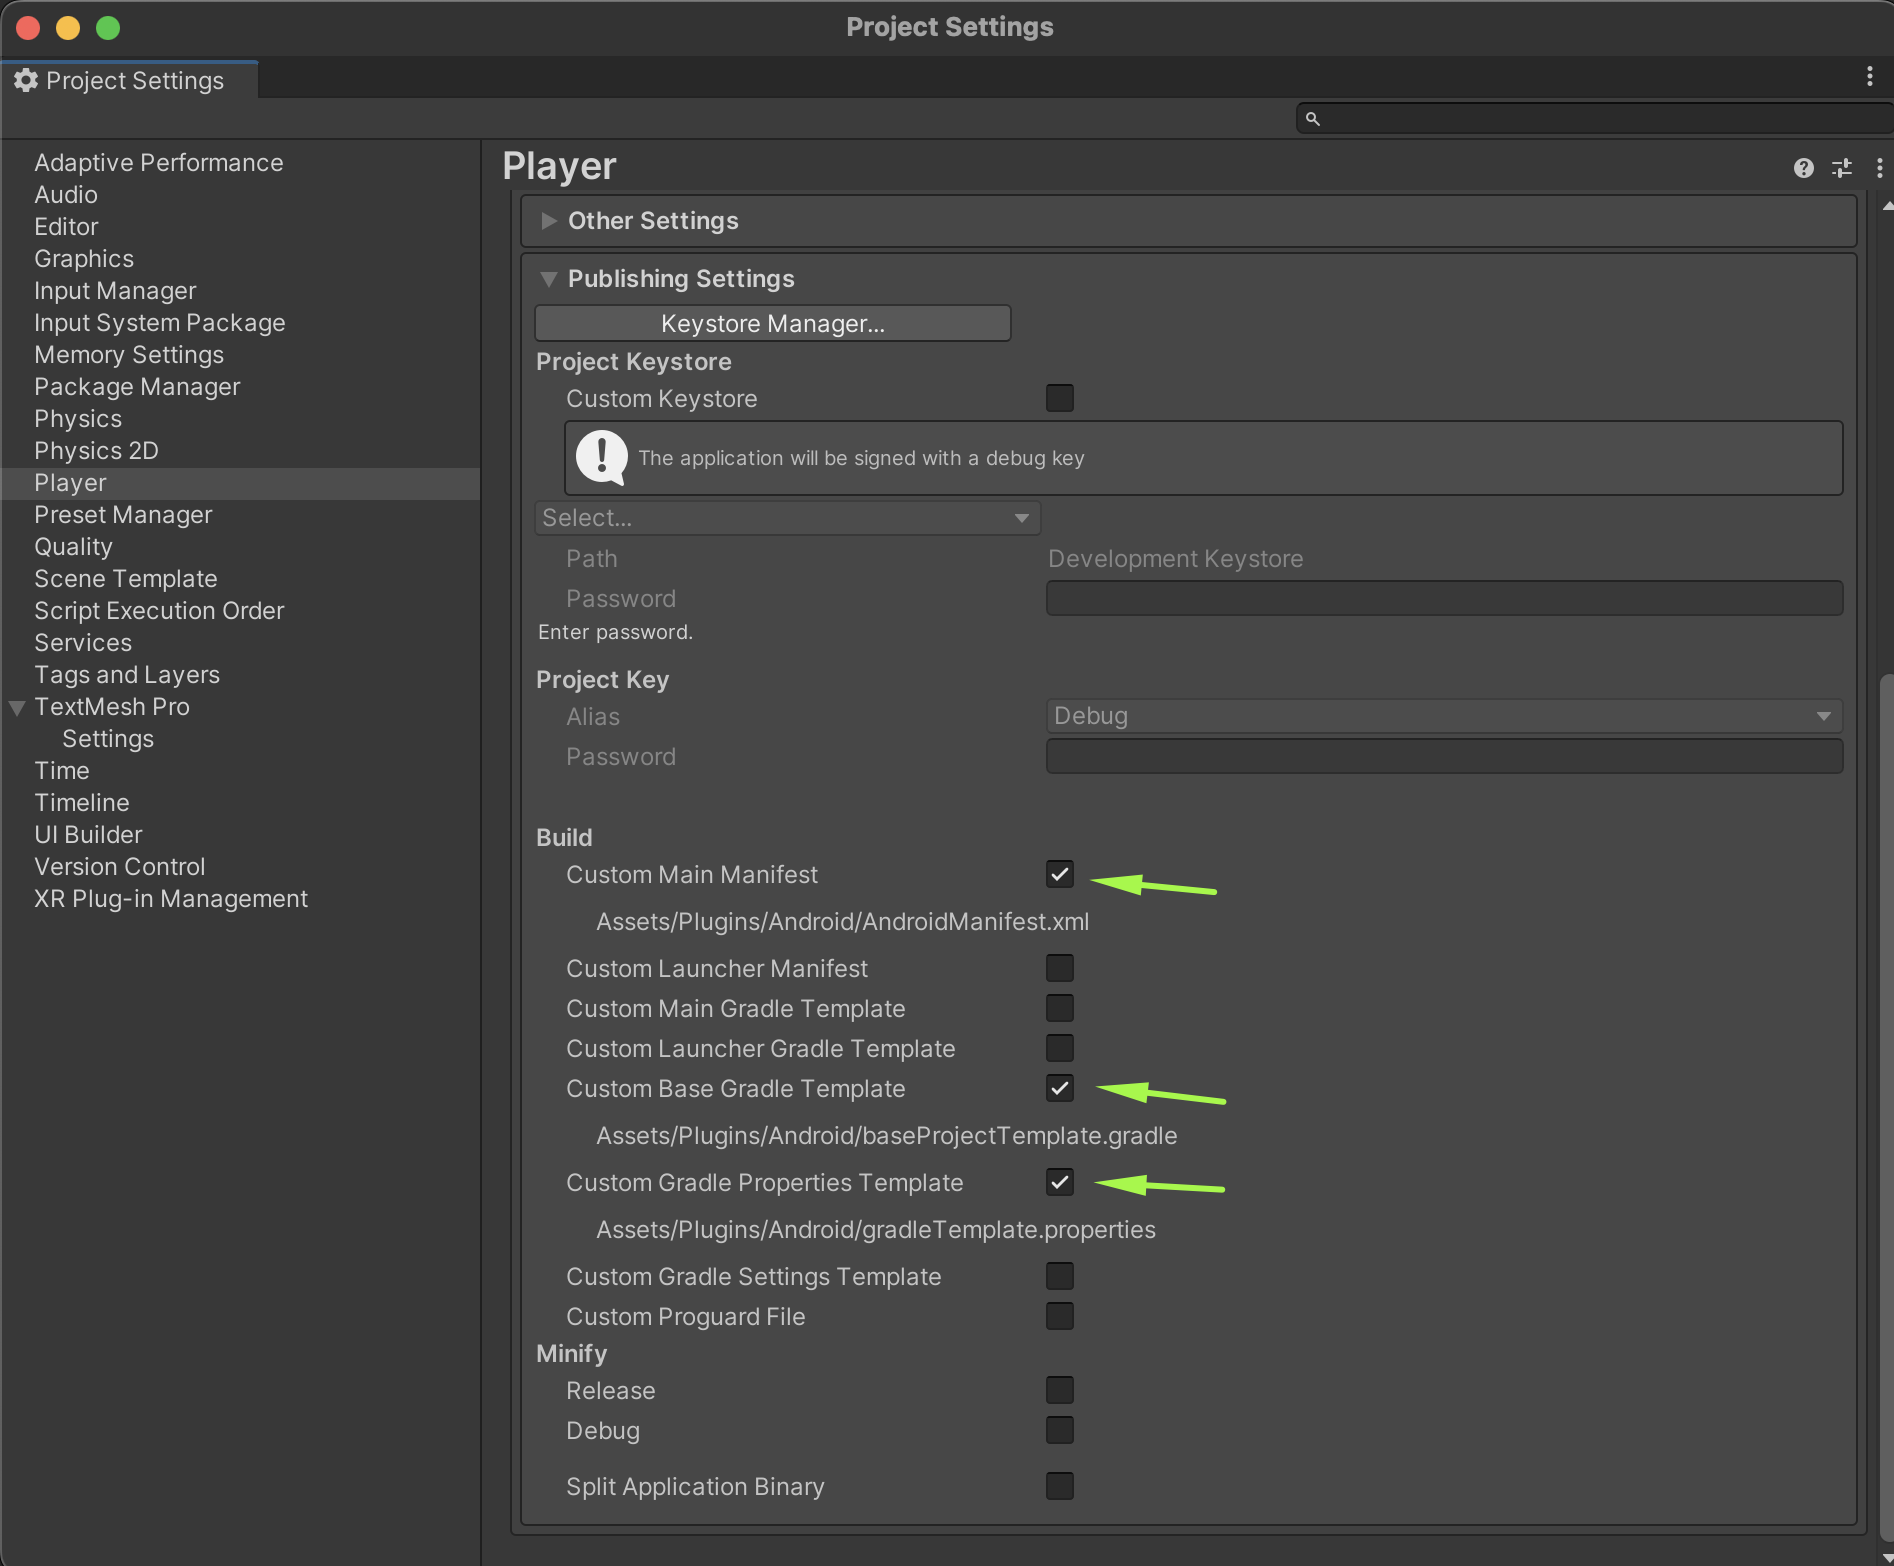 Project Settings
Project Settings
Adaptive Performance
Audio
Editor
Graphics
Input Manager
Input System Package
Memory Settings
Package Manager
Physics
Physics 2D
Player
Preset Manager
Quality
Scene Template
Script Execution Order
Services
Tags and Layers
TextMesh Pro
Settings
Time
Timeline
UI Builder
Version Control
XR Plug-in Management
Player
Other Settings
Publishing Settings
Keystore Manager...
Project Keystore
Custom Keystore
The application will be signed with a debug key
Select...
Path Development Keystore
Password
Enter password.
Project Key
Alias Debug
Password
Build
Custom Main Manifest
Assets/Plugins/Android/AndroidManifest.xml
Custom Launcher Manifest
Custom Main Gradle Template
Custom Launcher Gradle Template
Custom Base Gradle Template
Assets/Plugins/Android/baseProjectTemplate.gradle
Custom Gradle Properties Template
Assets/Plugins/Android/gradleTemplate.properties
Custom Gradle Settings Template
Custom Proguard File
Minify
Release
Debug
Split Application Binary